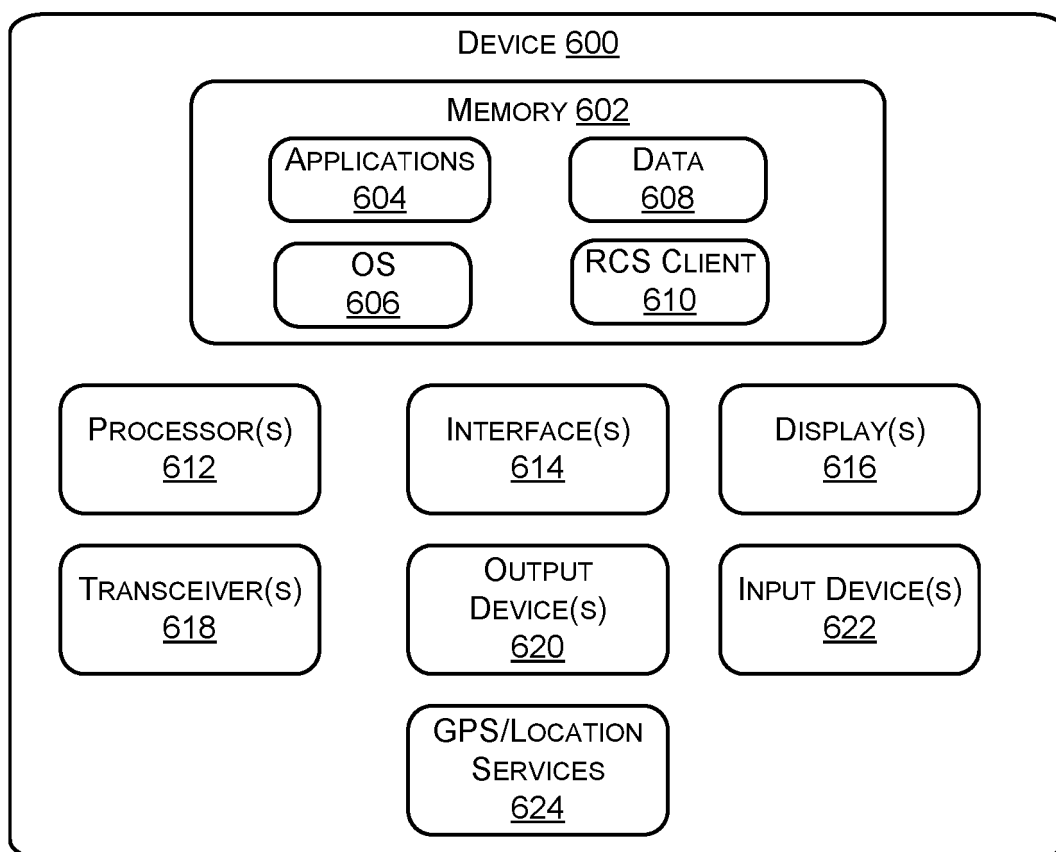 DEVICE 600
MEMORY 602
APPLICATIONS
604
DATA
608
OS
606
RCS CLIENT
610
PROCESSOR(S)
612
INTERFACE(S)
614
DISPLAY(S)
616
TRANSCEIVER(S)
618
OUTPUT
DEVICE(S)
620
INPUT DEVICE(S)
622
GPS/LOCATION
SERVICES
624